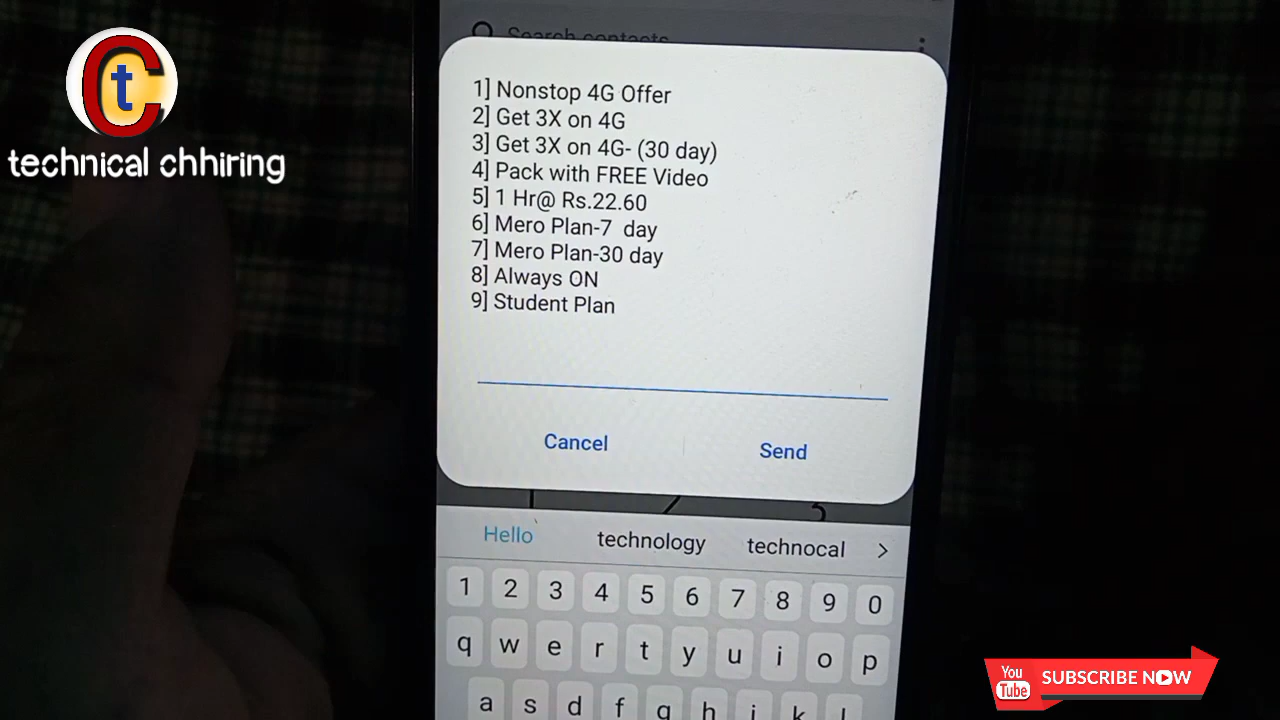 Ct
technical chhiring
Search contacts
1] Nonstop 4G Offer
2] Get 3X on 4G
3] Get 3X on 4G- (30 day)
4] Pack with FREE Video
5] 1 Hr@ Rs.22.60
6] Mero Plan-7  day
7] Mero Plan-30 day
8] Always ON
9] Student Plan
Cancel Send
Hello technology technocal >
1 2 3 4 5 6 7 8 9 0
q w e r t y u i o p
a s d f g h j k l
You Tube SUBSCRIBE NOW